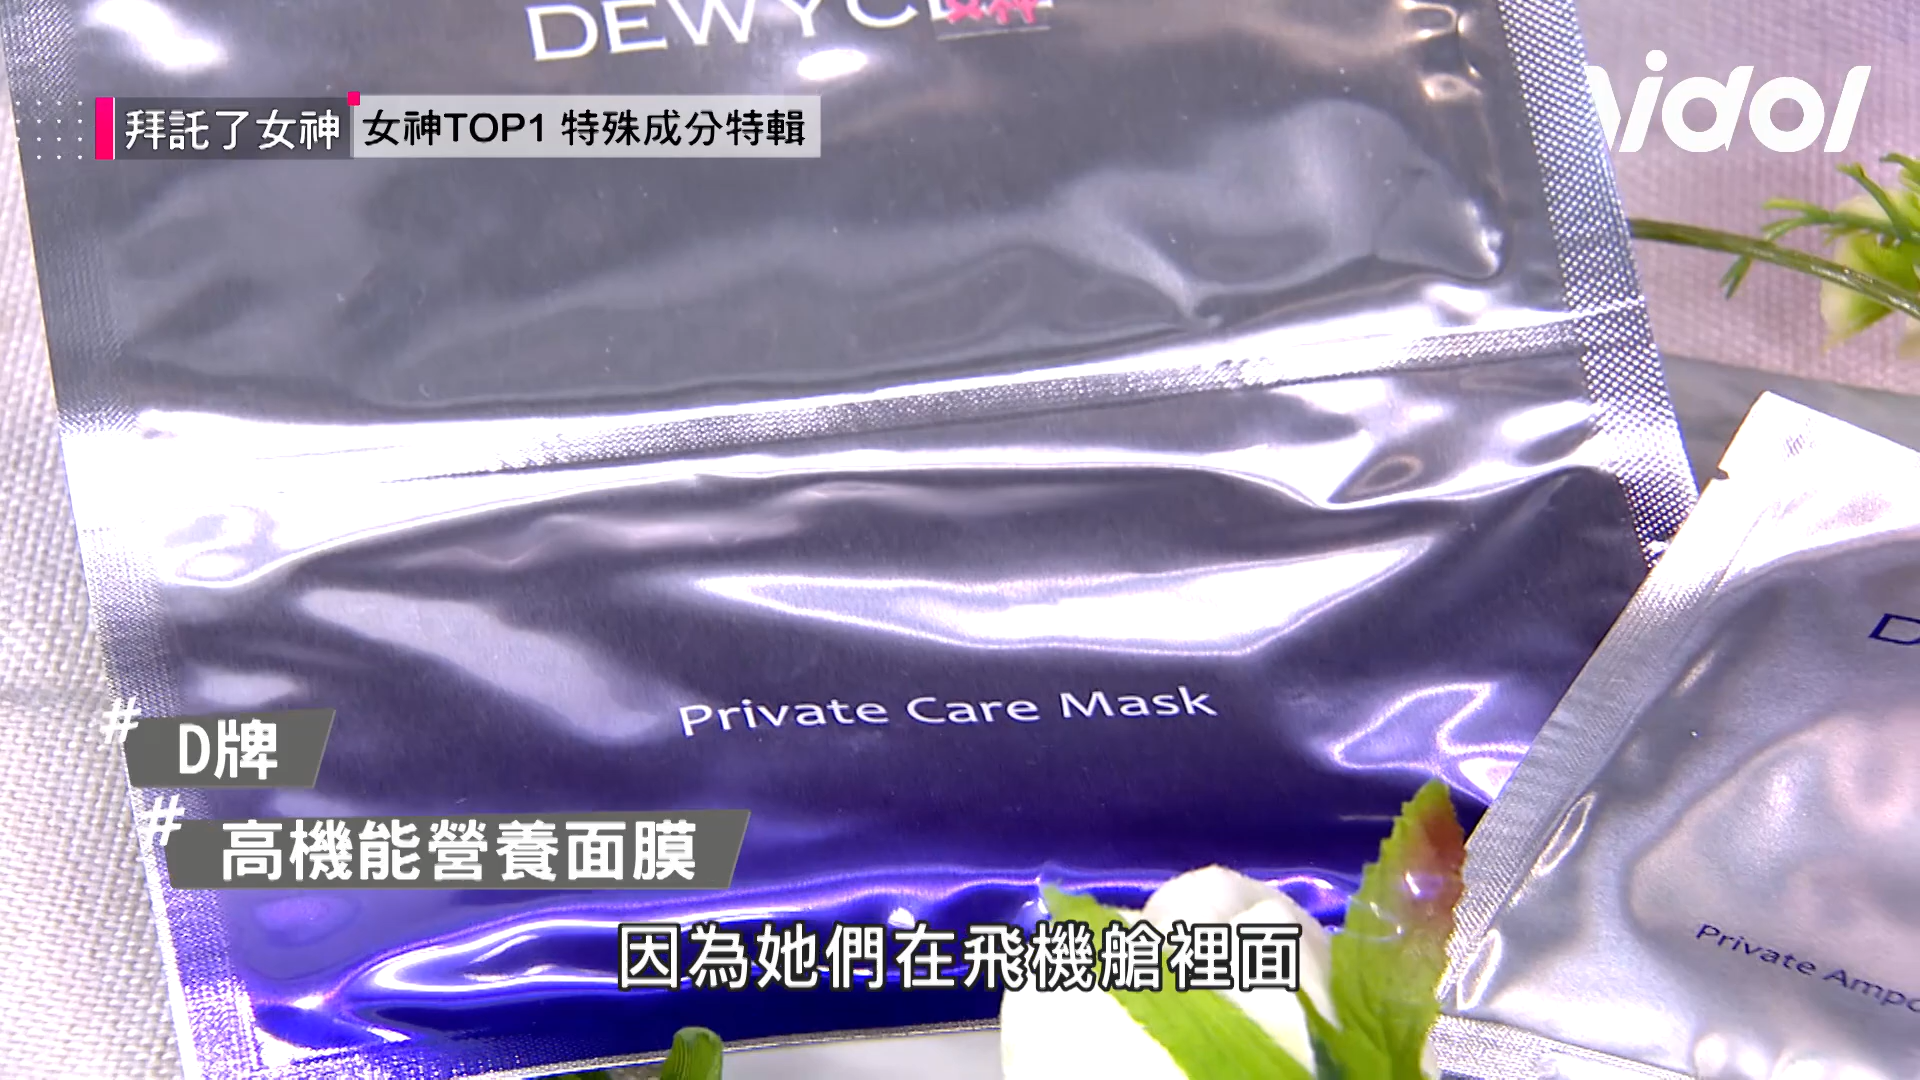 DEWYC
女神
idol
拜託了女神 女神TOP1 特殊成分特輯
Private Care Mask
# D牌
# 高機能營養面膜
Private
因為她們在飛機艙裡面